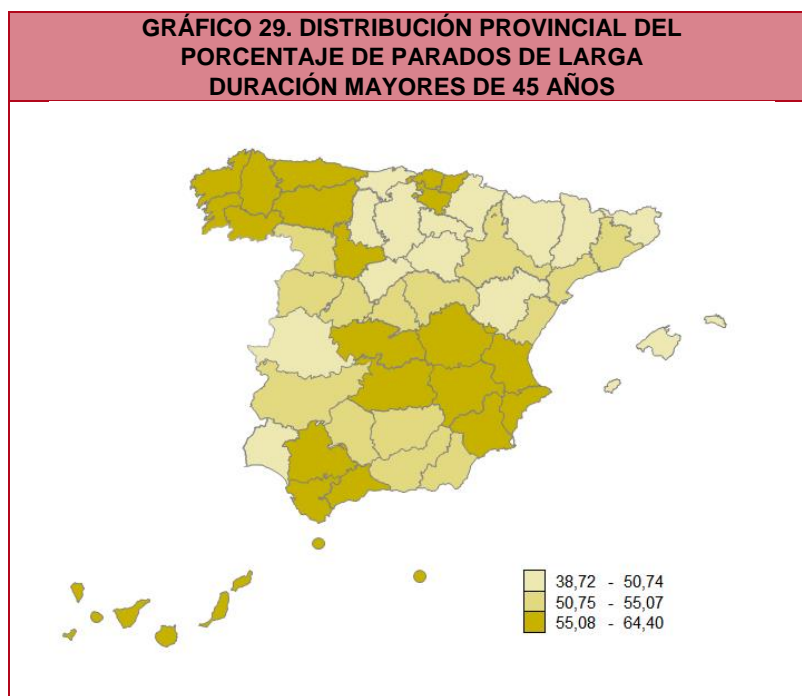 GRÁFICO 29. DISTRIBUCIÓN PROVINCIAL DEL
PORCENTAJE DE PARADOS DE LARGA
DURACIÓN MAYORES DE 45 AÑOS
38,72 - 50,74
50,75 - 55,07
55,08 - 64,40